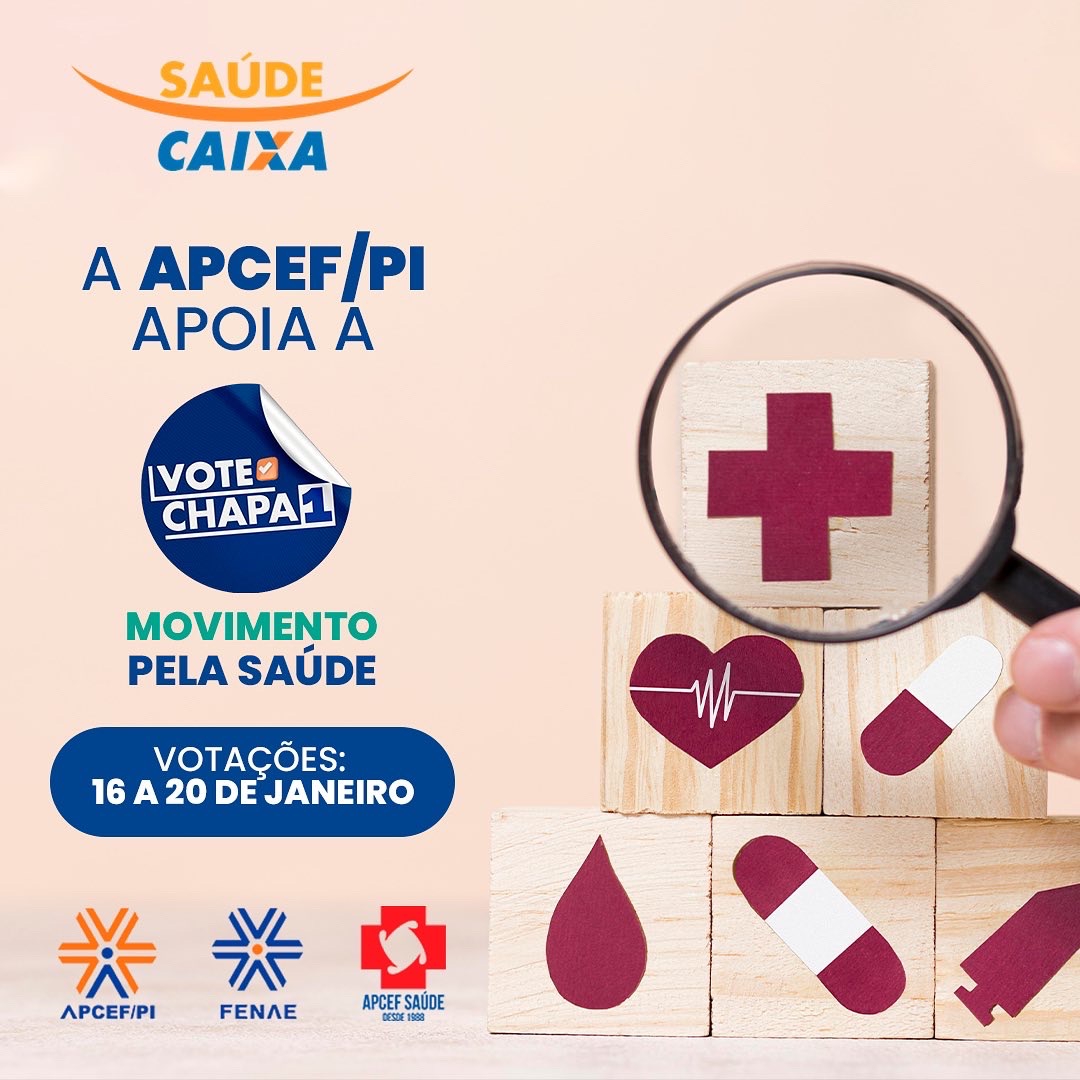 SAÚDE
CAIXA
A APCEF/PI
APOIA A
VOTE
CHAPA 1
MOVIMENTO
PELA SAÚDE
VOTAÇÕES:
16 A 20 DE JANEIRO
APCEF/PI
FENAE
APCEF SAÚDE
DESDE 1988